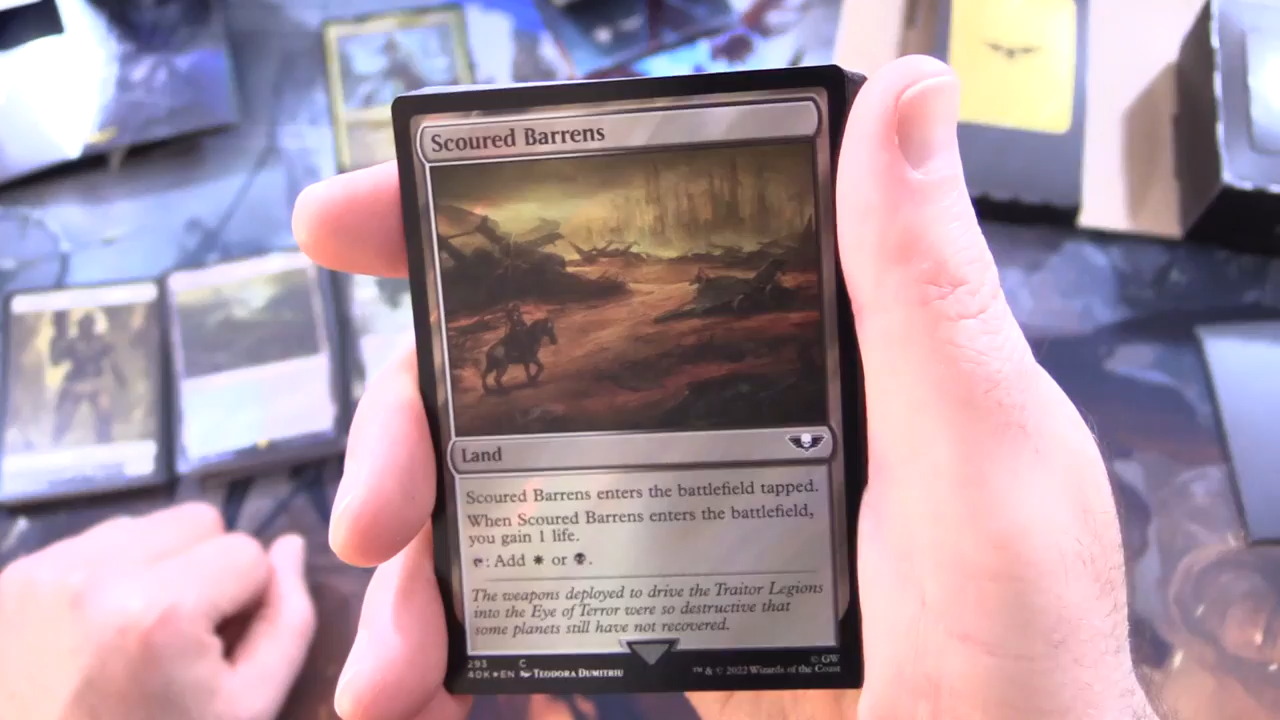 Scoured Barrens
Land
Scoured Barrens enters the battlefield tapped.
When Scoured Barrens enters the battlefield,
you gain 1 life.
: Add or .
The weapons deployed to drive the Traitor Legions
into the Eye of Terror were so destructive that
some planets still have not recovered.
293 C
40K★EN TEODORA DUMITRIU
© GW
™ & © 2022 Wizards of the Coast